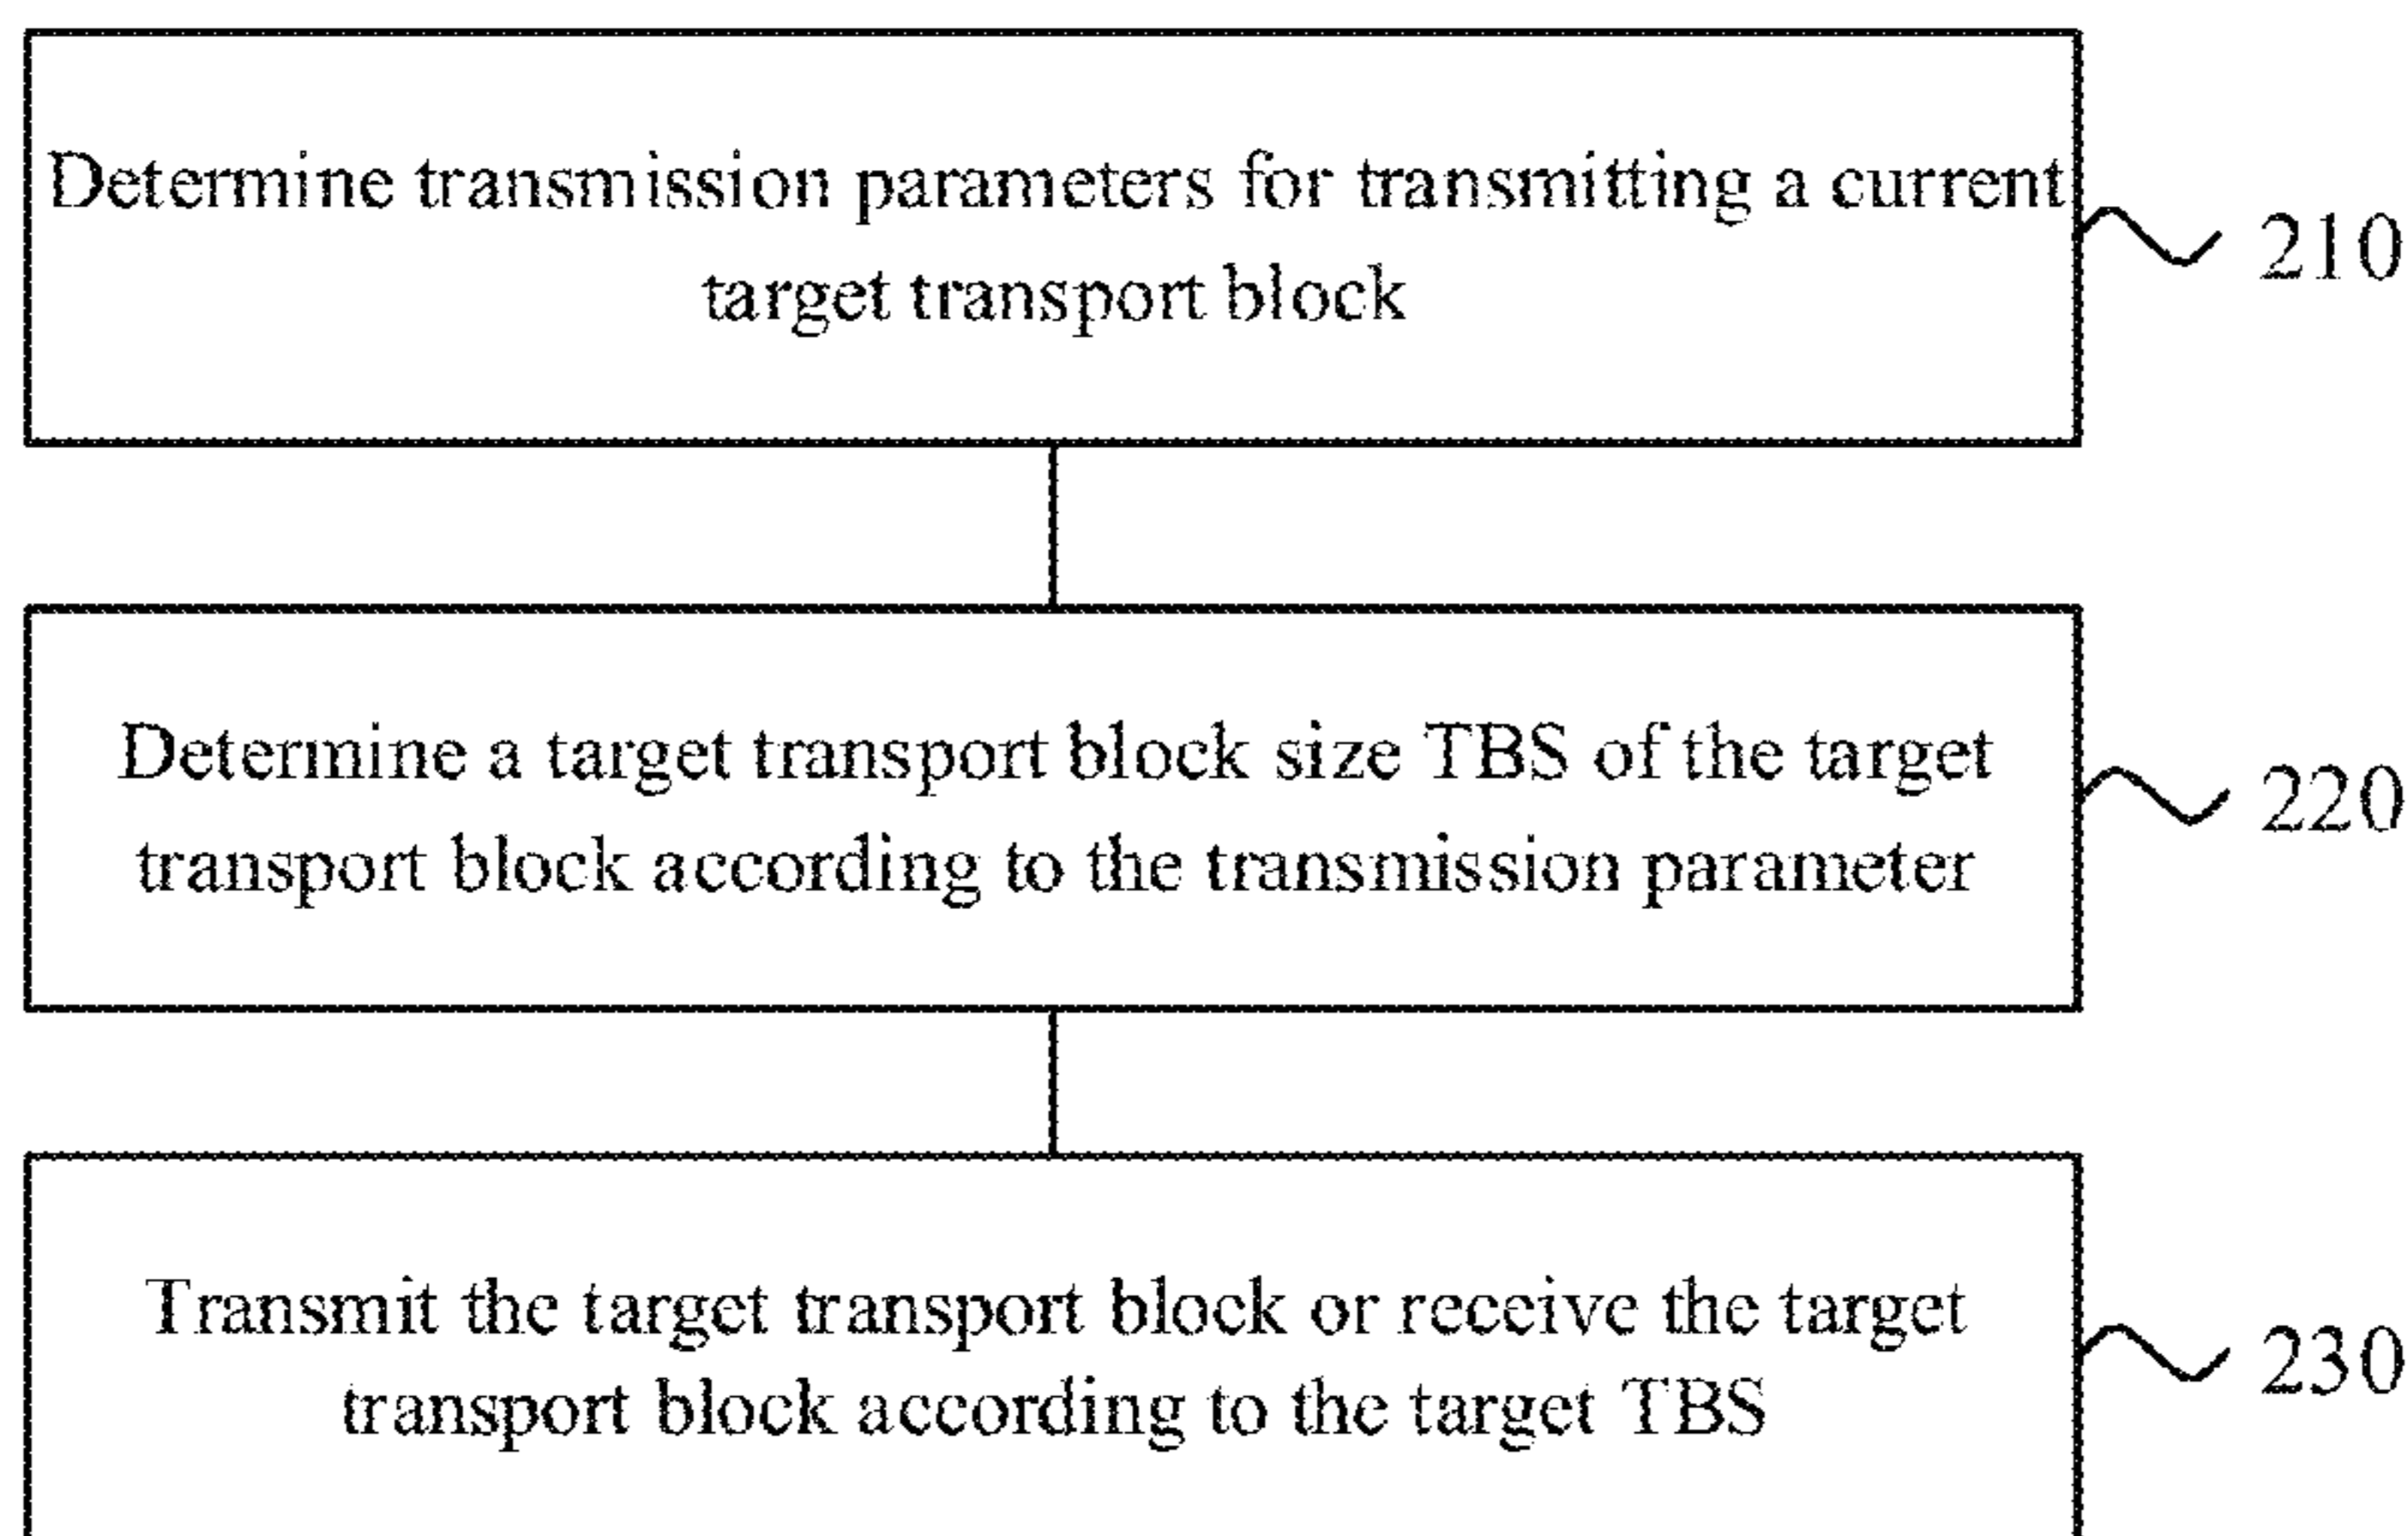 Determine transmission parameters for transmitting a current
target transport block
210
Determine a target transport block size TBS of the target
transport block according to the transmission parameter
220
Transmit the target transport block or receive the target
transport block according to the target TBS
230